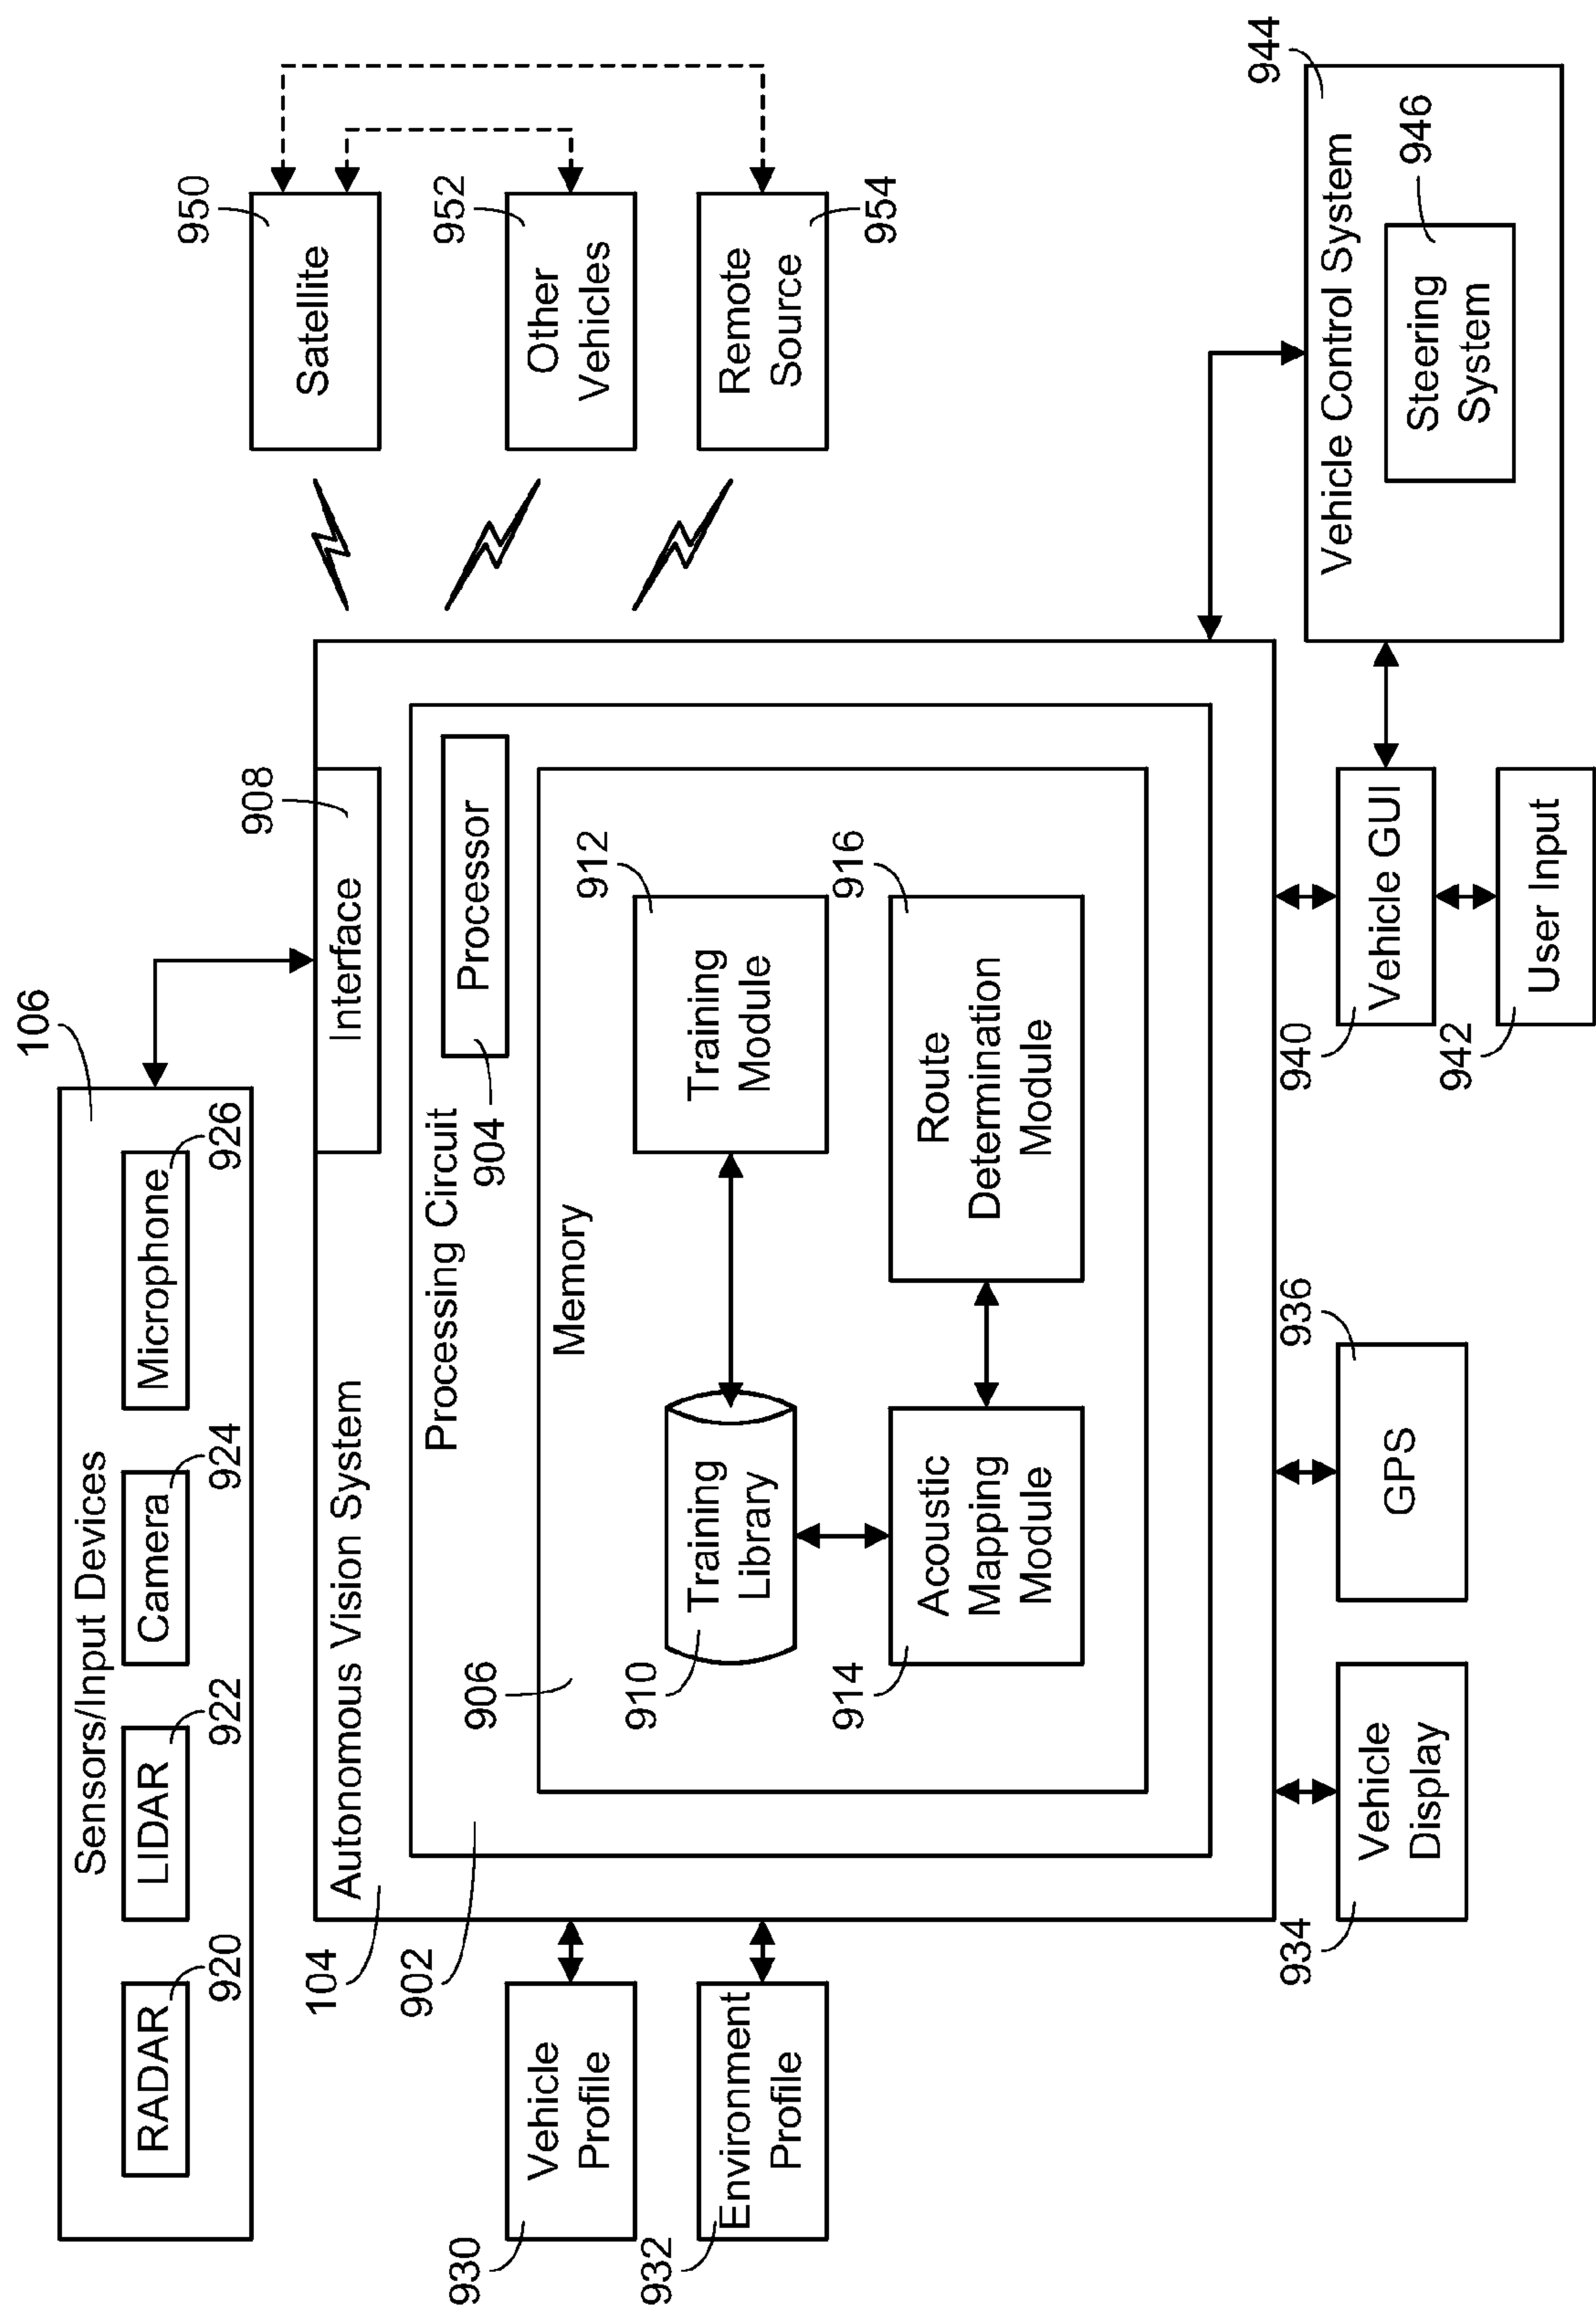 106
Sensors/Input Devices
RADAR
920
LIDAR
922
Camera
924
Microphone
926
104
Autonomous Vision System
Interface
908
902
Processing Circuit
Processor
904
906
Memory
910
Training
Library
912
Training
Module
914
Acoustic
Mapping
Module
916
Route
Determination
Module
930
Vehicle
Profile
932
Environment
Profile
934
Vehicle
Display
936
GPS
940
Vehicle GUI
942
User Input
944
Vehicle Control System
946
Steering
System
950
Satellite
952
Other
Vehicles
954
Remote
Source